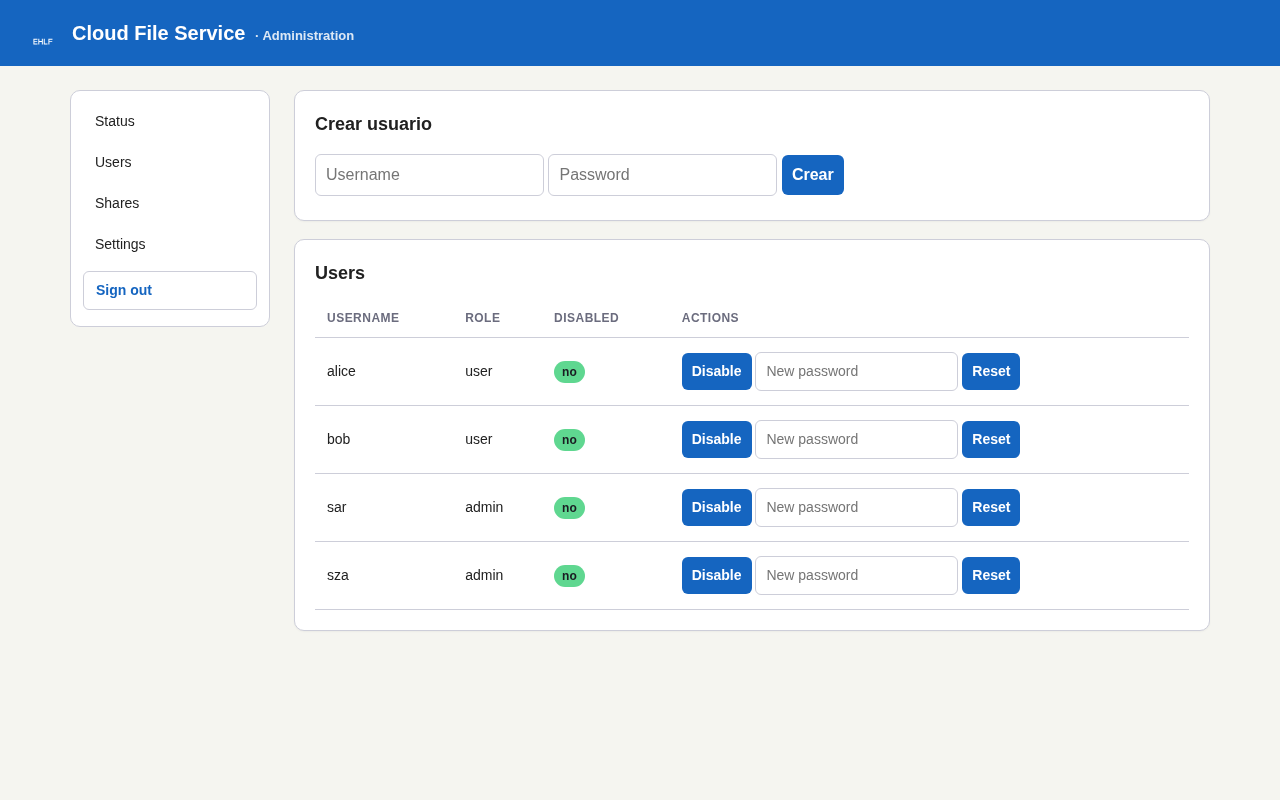 EHLF
Cloud File Service · Administration
Status
Users
Shares
Settings
Sign out
Crear usuario
Username Password Crear
Users
USERNAME ROLE DISABLED ACTIONS
alice user no Disable New password Reset
bob user no Disable New password Reset
sar admin no Disable New password Reset
sza admin no Disable New password Reset